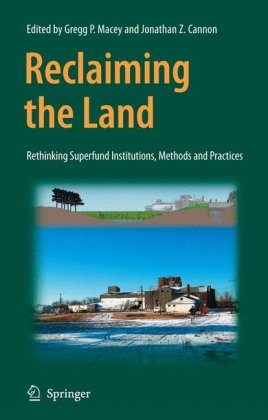 Edited by Gregg P. Macey and Jonathan Z. Cannon
Reclaiming
the Land
Rethinking Superfund Institutions, Methods and Practices
Springer